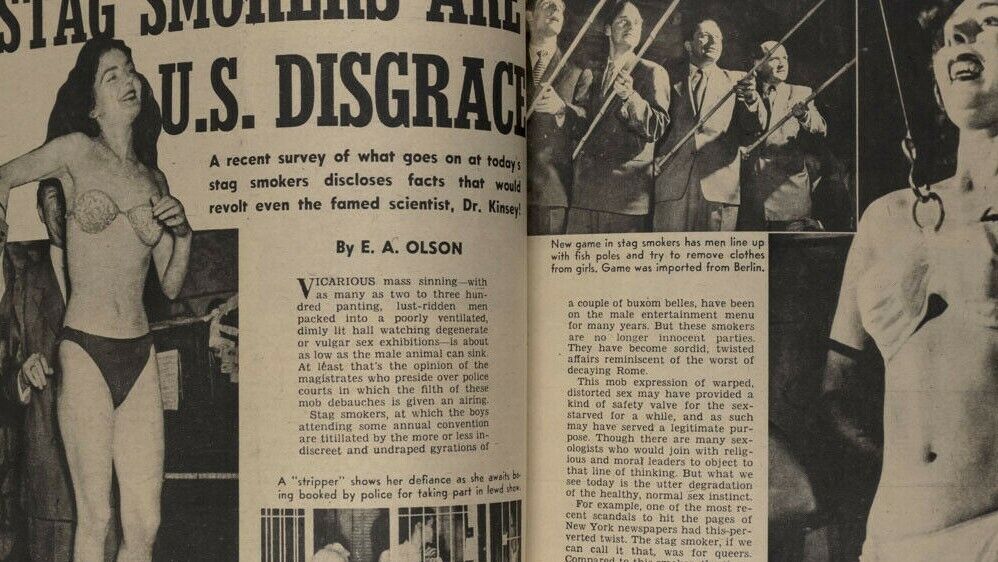 STAG SMOKERS ARE
U.S. DISGRACE
A recent survey of what goes on at today's
stag smokers discloses facts that would
revolt even the famed scientist, Dr. Kinsey!
By E. A. OLSON
VICARIOUS mass sinning—with
as many as two to three hun-
dred panting, lust-ridden men
packed into a poorly ventilated,
dimly lit hall watching degenerate
or vulgar sex exhibitions—is about
as low as the male animal can sink.
At least that's the opinion of the
magistrates who preside over police
courts in which the filth of these
mob debauches is given an airing.
Stag smokers, at which the boys
attending some annual convention
are titillated by the more or less in-
discreet and undraped gyrations of
A "stripper" shows her defiance as she awaits be-
ing booked by police for taking part in lewd show.
New game in stag smokers has men line up
with fish poles and try to remove clothes
from girls. Game was imported from Berlin.
a couple of buxom belles, have been
on the male entertainment menu
for many years. But these smokers
are no longer innocent parties.
They have become sordid, twisted
affairs reminiscent of the worst of
decaying Rome.
This mob expression of warped,
distorted sex may have provided a
kind of safety valve for the sex-
starved for a while, and as such
may have served a legitimate pur-
pose. Though there are many sex-
ologists who would join with relig-
ious and moral leaders to object to
that line of thinking. But what we
see today is the utter degradation
of the healthy, normal sex instinct.
For example, one of the most re-
cent scandals to hit the pages of
New York newspapers had this per-
verted twist. The stag smoker, if we
can call it that, was for queers.
Compared to this smoker, the